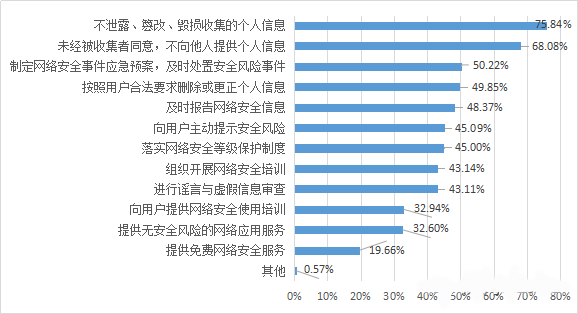 不泄露、篡改、毁损收集的个人信息 75.84%
未经被收集者同意，不向他人提供个人信息 68.08%
制定网络安全事件应急预案，及时处置安全风险事件 50.22%
按照用户合法要求删除或更正个人信息 49.85%
及时报告网络安全信息 48.37%
向用户主动提示安全风险 45.09%
落实网络安全等级保护制度 45.00%
组织开展网络安全培训 43.14%
进行谣言与虚假信息审查 43.11%
向用户提供网络安全使用培训 32.94%
提供无安全风险的网络应用服务 32.60%
提供免费网络安全服务 19.66%
其他 0.57%
0% 10% 20% 30% 40% 50% 60% 70% 80%